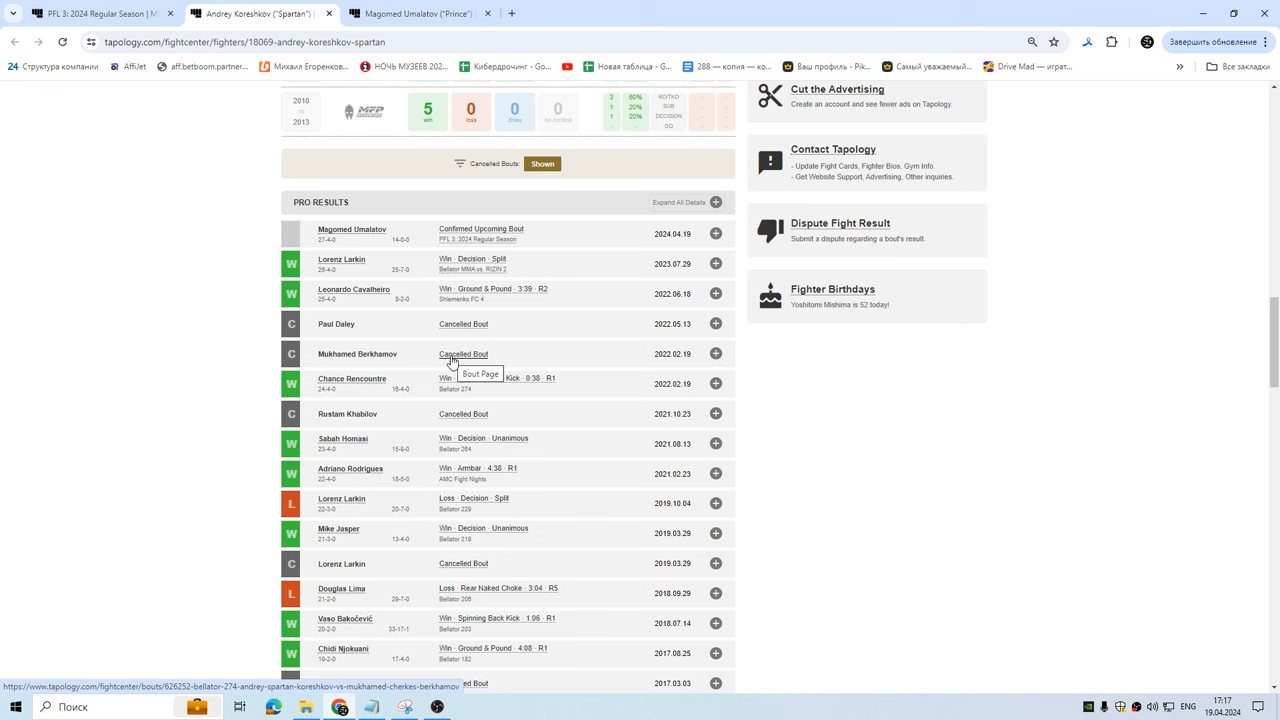 PFL 3: 2024 Regular Season | M
Andrey Koreshkov ("Spartan") |
Magomed Umalatov ("Prince") |
tapology.com/fightcenter/fighters/18069-andrey-koreshkov-spartan
Завершить обновление
24 Структура компании
AffiJet
aff.betboom.partner...
Михаил Егоренков...
НОЧЬ МУЗЕЕВ 202...
Кибердрочинг - Go...
Новая таблица - G...
288 — копия — ко...
Ваш профиль - Pik...
Самый уважаемый...
Drive Mad — играт...
Все закладки
2010
to
2013
MFP
5
win
0
loss
0
draw
0
no contest
3 60% KO/TKO - -
1 20% SUB - -
1 20% DECISION - -
- - DQ - -
Cancelled Bouts: Shown
PRO RESULTS
Expand All Details
Magomed Umalatov Confirmed Upcoming Bout 2024.04.19
27-4-0 14-0-0 PFL 3: 2024 Regular Season
W Lorenz Larkin Win · Decision · Split 2023.07.29
26-4-0 25-7-0 Bellator MMA vs. RIZIN 2
W Leonardo Cavalheiro Win · Ground & Pound · 3:39 · R2 2022.06.18
25-4-0 8-2-0 Shlemenko FC 4
C Paul Daley Cancelled Bout 2022.05.13
C Mukhamed Berkhamov Cancelled Bout 2022.02.19
Bout Page
W Chance Rencountre Win Kick · 0:38 · R1 2022.02.19
24-4-0 16-4-0 Bellator 274
C Rustam Khabilov Cancelled Bout 2021.10.23
W Sabah Homasi Win · Decision · Unanimous 2021.08.13
23-4-0 15-9-0 Bellator 264
W Adriano Rodrigues Win · Armbar · 4:38 · R1 2021.02.23
22-4-0 18-5-0 AMC Fight Nights
L Lorenz Larkin Loss · Decision · Split 2019.10.04
22-3-0 20-7-0 Bellator 229
W Mike Jasper Win · Decision · Unanimous 2019.03.29
21-3-0 13-4-0 Bellator 219
C Lorenz Larkin Cancelled Bout 2019.03.29
L Douglas Lima Loss · Rear Naked Choke · 3:04 · R5 2018.09.29
21-2-0 29-7-0 Bellator 206
W Vaso Bakočević Win · Spinning Back Kick · 1:06 · R1 2018.07.14
20-2-0 33-17-1 Bellator 203
W Chidi Njokuani Win · Ground & Pound · 4:08 · R1 2017.08.25
19-2-0 17-4-0 Bellator 182
ed Bout 2017.03.03
Cut the Advertising
Create an account and see fewer ads on Tapology.
Contact Tapology
- Update Fight Cards, Fighter Bios, Gym Info.
- Get Website Support, Advertising, Other inquiries.
Dispute Fight Result
Submit a dispute regarding a bout's result.
Fighter Birthdays
Yoshitomi Mishima is 52 today!
https://www.tapology.com/fightcenter/bouts/626252-bellator-274-andrey-spartan-koreshkov-vs-mukhamed-cherkes-berkhamov
Поиск
ENG
17:17
19.04.2024